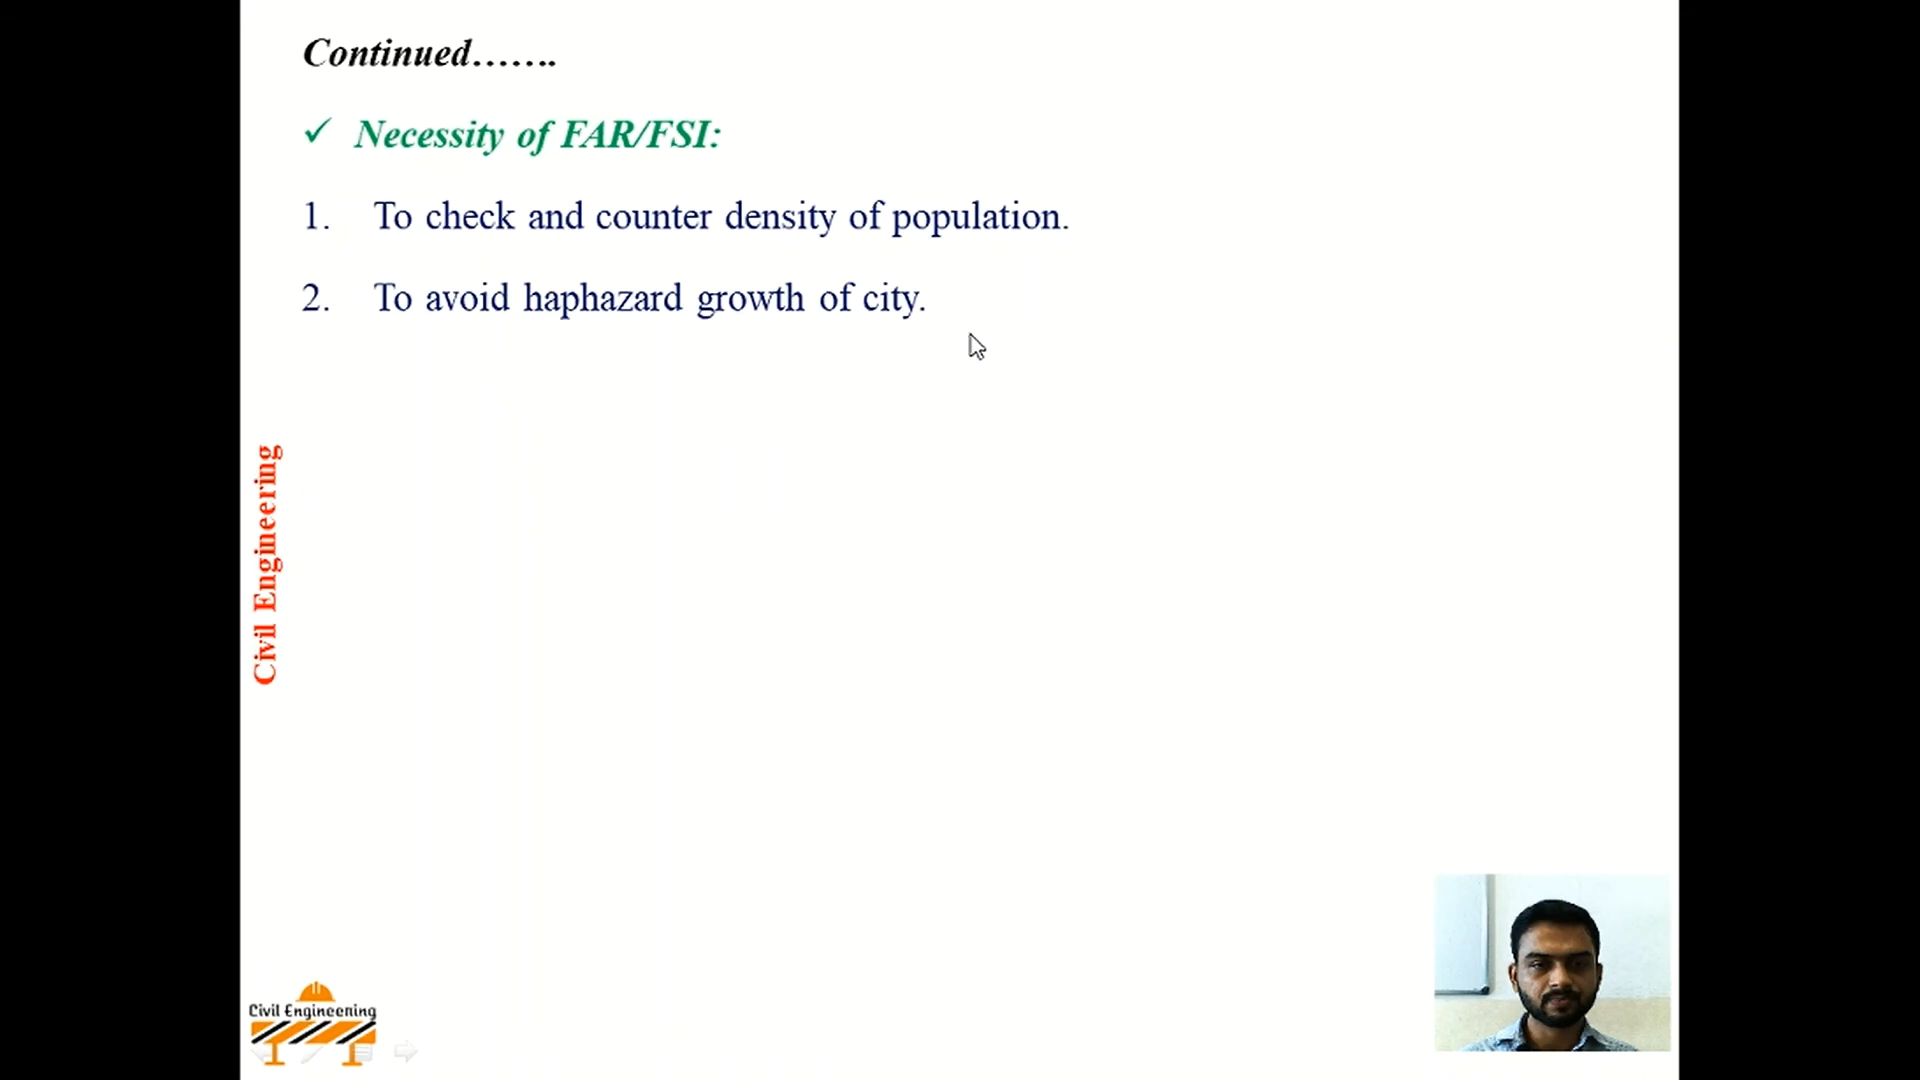 Continued…….
✓ Necessity of FAR/FSI:
1. To check and counter density of population.
2. To avoid haphazard growth of city.
Civil Engineering
Civil Engineering